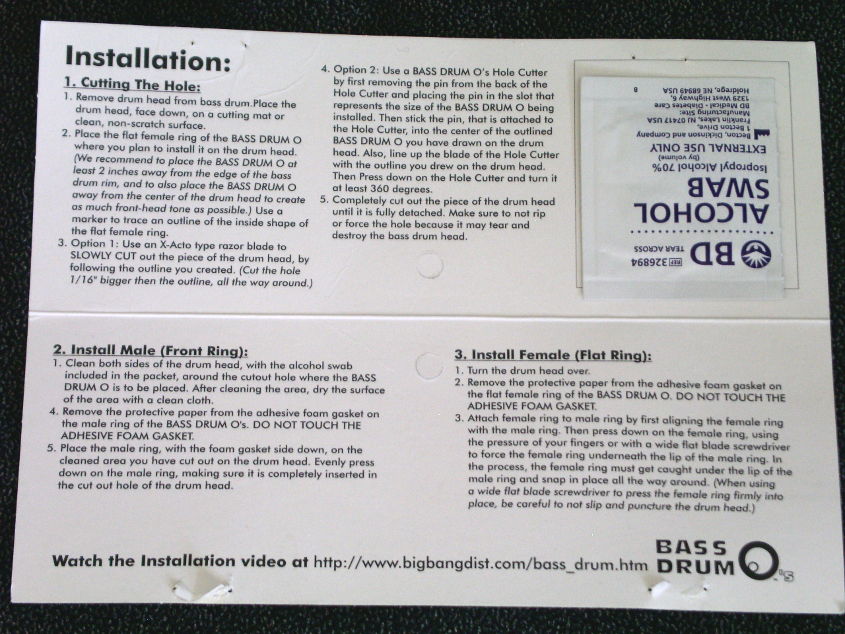 Installation:
1. Cutting The Hole:
1. Remove drum head from bass drum.Place the
drum head, face down, on a cutting mat or
clean, non-scratch surface.
2. Place the flat female ring of the BASS DRUM O
where you plan to install it on the drum head.
(We recommend to place the BASS DRUM O at
least 2 inches away from the edge of the bass
drum rim, and to also place the BASS DRUM O
away from the center of the drum head to create
as much front-head tone as possible.) Use a
marker to trace an outline of the inside shape of
the flat female ring.
3. Option 1: Use an X-Acto type razor blade to
SLOWLY CUT out the piece of the drum head, by
following the outline you created. (Cut the hole
1/16" bigger then the outline, all the way around.)
4. Option 2: Use a BASS DRUM O's Hole Cutter
by first removing the pin from the back of the
Hole Cutter and placing the pin in the slot that
represents the size of the BASS DRUM O being
installed. Then stick the pin, that is attached to
the Hole Cutter, into the center of the outlined
BASS DRUM O you have drawn on the drum
head. Also, line up the blade of the Hole Cutter
with the outline you drew on the drum head.
Then Press down on the Hole Cutter and turn it
at least 360 degrees.
5. Completely cut out the piece of the drum head
until it is fully detached. Make sure to not rip
or force the hole because it may tear and
destroy the bass drum head.
REF 326894
TEAR ACROSS
BD
ALCOHOL
SWAB
Isopropyl Alcohol 70%
(by volume)
EXTERNAL USE ONLY
Becton, Dickinson and Company
1 Becton Drive
Franklin Lakes, NJ 07417 USA
Manufacturing Site:
BD Medical - Diabetes Care
1329 West Highway 6,
Holdrege, NE 68949 USA
8
2. Install Male (Front Ring):
1. Clean both sides of the drum head, with the alcohol swab
included in the packet, around the cutout hole where the BASS
DRUM O is to be placed. After cleaning the area, dry the surface
of the area with a clean cloth.
4. Remove the protective paper from the adhesive foam gasket on
the male ring of the BASS DRUM O's. DO NOT TOUCH THE
ADHESIVE FOAM GASKET.
5. Place the male ring, with the foam gasket side down, on the
cleaned area you have cut out on the drum head. Evenly press
down on the male ring, making sure it is completely inserted in
the cut out hole of the drum head.
3. Install Female (Flat Ring):
1. Turn the drum head over.
2. Remove the protective paper from the adhesive foam gasket on
the flat female ring of the BASS DRUM O. DO NOT TOUCH THE
ADHESIVE FOAM GASKET.
3. Attach female ring to male ring by first aligning the female ring
with the male ring. Then press down on the female ring, using
the pressure of your fingers or with a wide flat blade screwdriver
to force the female ring underneath the lip of the male ring. In
the process, the female ring must get caught under the lip of the
male ring and snap in place all the way around. (When using
a wide flat blade screwdriver to press the female ring firmly into
place, be careful to not slip and puncture the drum head.)
Watch the Installation video at http://www.bigbangdist.com/bass_drum.htm
BASS
DRUM O's